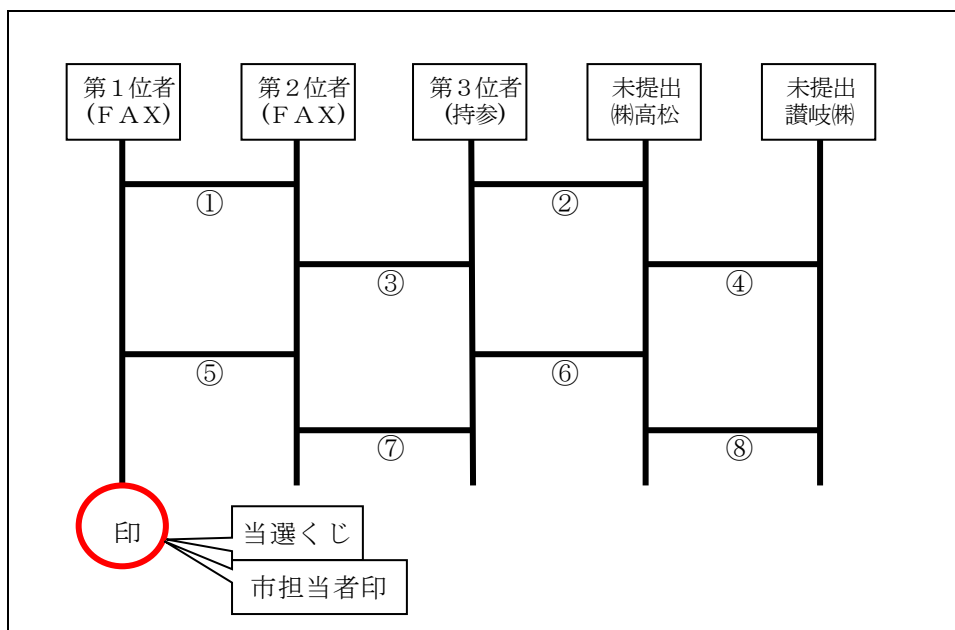 第１位者
(ＦＡＸ)
第２位者
(ＦＡＸ)
第３位者
(持参)
未提出
㈱高松
未提出
讃岐㈱
①
②
③
④
⑤
⑥
⑦
⑧
印
当選くじ
市担当者印